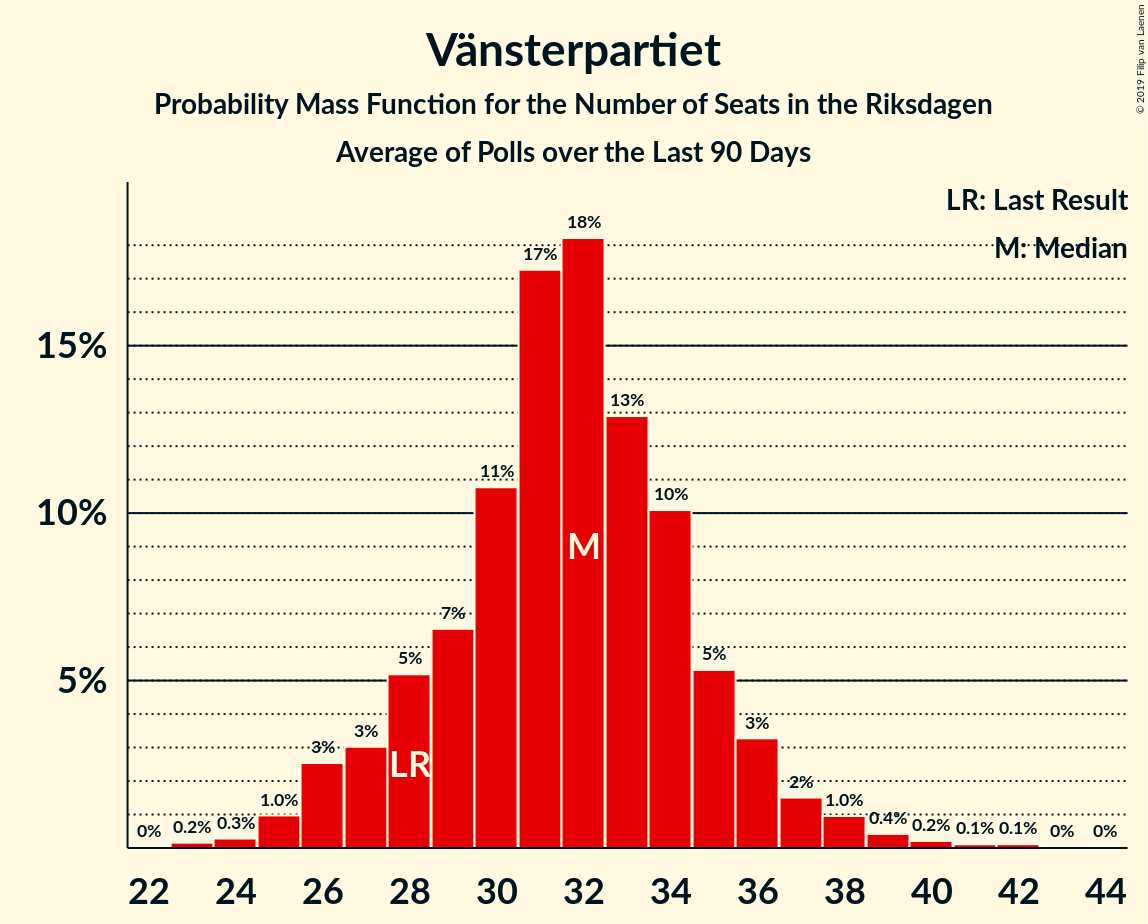 Vänsterpartiet
Probability Mass Function for the Number of Seats in the Riksdagen
Average of Polls over the Last 90 Days
© 2019 Filip van Laenen
LR: Last Result
M: Median
15%
10%
5%
0%
0.2%
0.3%
1.0%
3%
3%
5%
7%
11%
17%
18%
13%
10%
5%
3%
2%
1.0%
0.4%
0.2%
0.1%
0.1%
0%
0%
LR
M
22 24 26 28 30 32 34 36 38 40 42 44